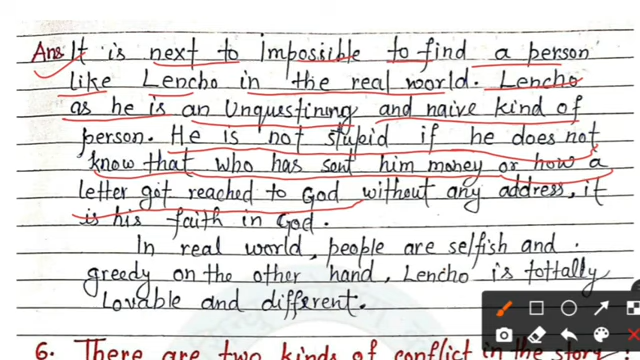 Ans. It is next to Impossible to find a person
like Lencho in the real world. Lencho
as he is an Unquestining and naive kind of
person. He is not stupid if he does not
know that who has sent him money or how a
letter got reached to God without any address, it
is his faith in God.
In real world, people are selfish and
greedy on the other hand, Lencho is tottally
Lovable and different.
6. There are two kinds of conflict in the story